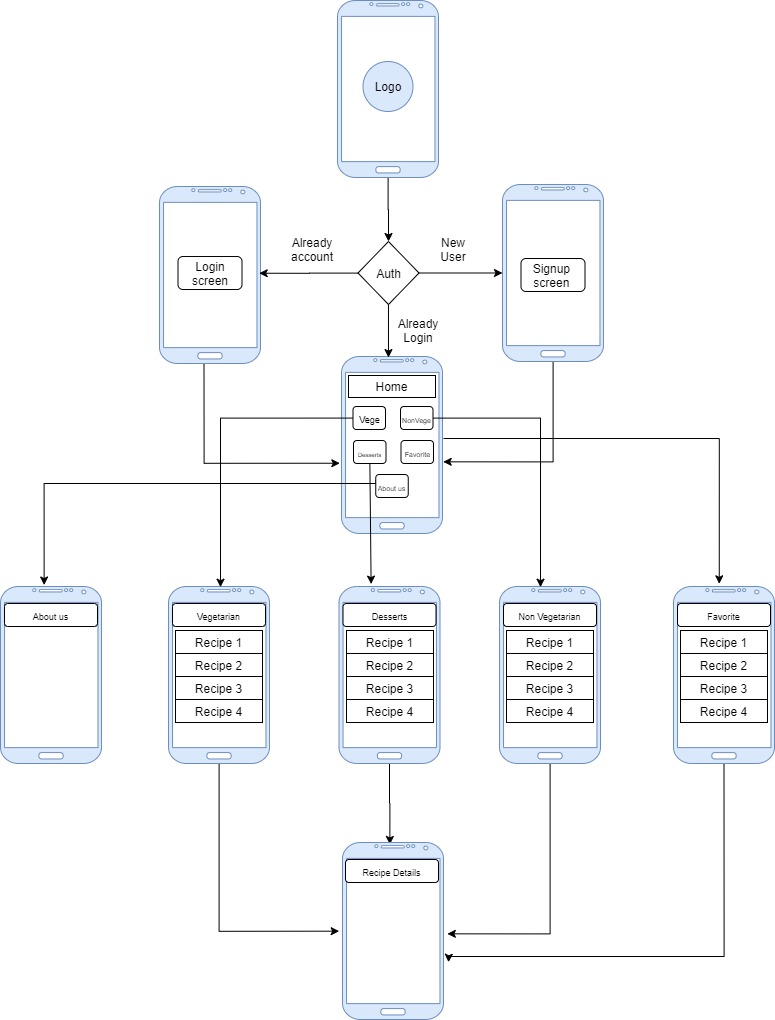 Logo
Already
account
New
User
Login
screen
Auth
Signup
screen
Already
Login
Home
Vege
NonVege
Desserts
Favorite
About us
About us
Vegetarian
Desserts
Non Vegetarian
Favorite
Recipe 1
Recipe 1
Recipe 1
Recipe 1
Recipe 2
Recipe 2
Recipe 2
Recipe 2
Recipe 3
Recipe 3
Recipe 3
Recipe 3
Recipe 4
Recipe 4
Recipe 4
Recipe 4
Recipe Details